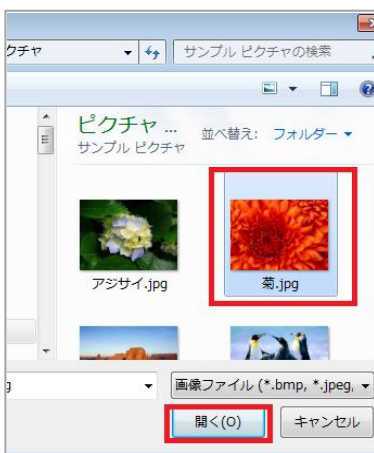 クチャ
サンプル ピクチャの検索
ピクチャ ...
サンプル ピクチャ
並べ替え: フォルダー
アジサイ.jpg
菊.jpg
g
画像ファイル (*.bmp, *.jpeg,
開く(O)
キャンセル